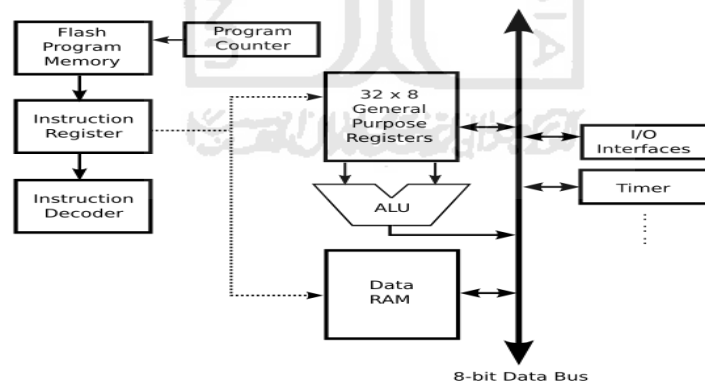 Flash
Program
Memory
Program
Counter
Instruction
Register
Instruction
Decoder
32 x 8
General
Purpose
Registers
ALU
Data
RAM
I/O
Interfaces
Timer
8-bit Data Bus